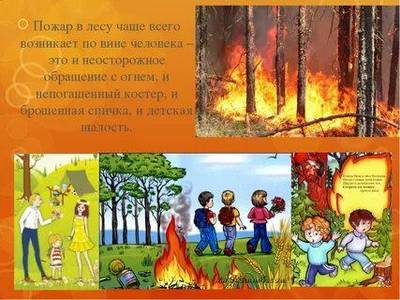 Пожар в лесу чаще всего
возникает по вине человека –
это и неосторожное
обращение с огнем, и
непогашенный костер, и
брошенная спичка, и детская
шалость.